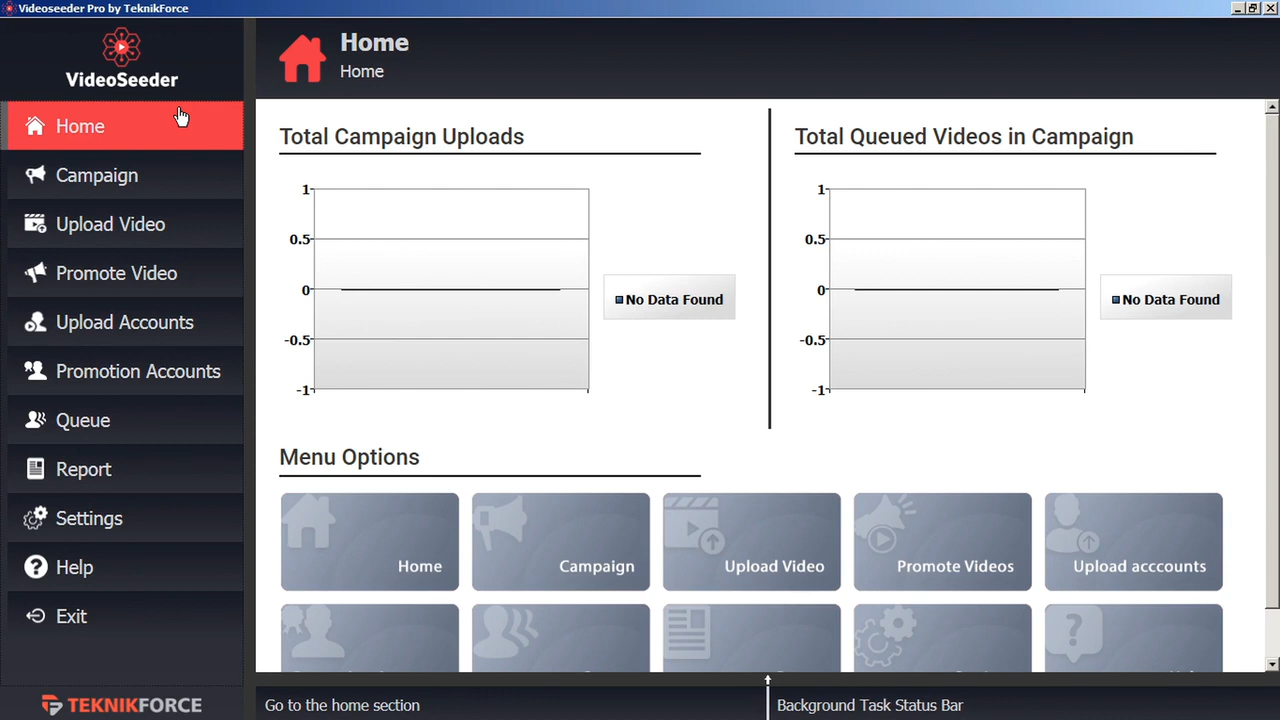 Videoseeder Pro by TeknikForce
VideoSeeder
Home
Campaign
Upload Video
Promote Video
Upload Accounts
Promotion Accounts
Queue
Report
Settings
Help
Exit
TEKNIKFORCE
Home
Home
Total Campaign Uploads
1
0.5
0
-0.5
-1
No Data Found
Total Queued Videos in Campaign
1
0.5
0
-0.5
-1
No Data Found
Menu Options
Home
Campaign
Upload Video
Promote Videos
Upload acccounts
Go to the home section
Background Task Status Bar